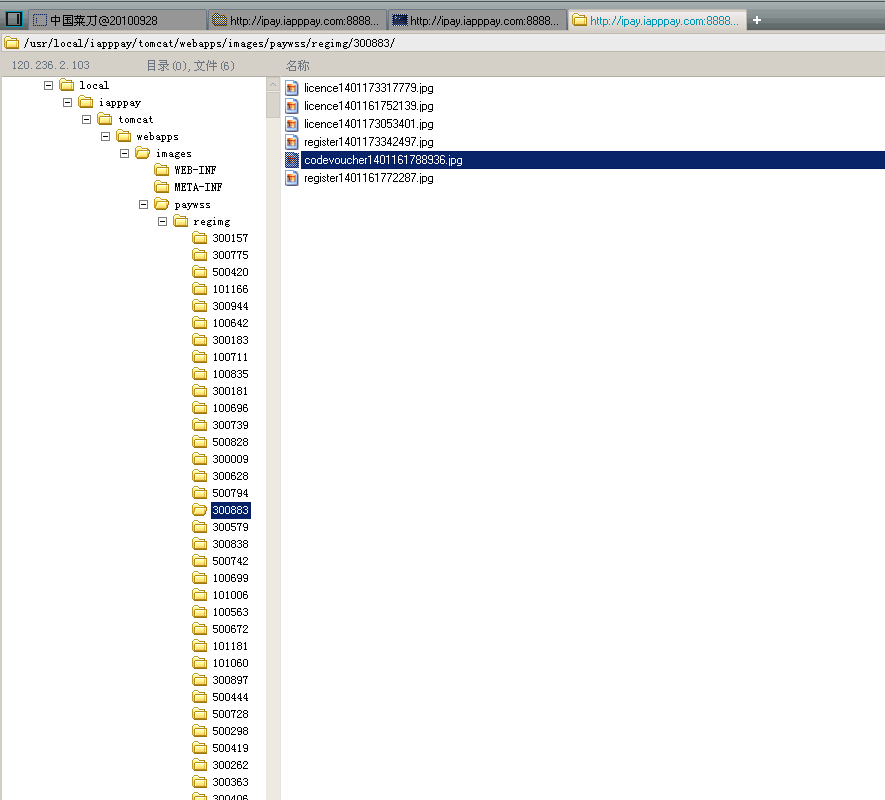 中国菜刀@20100928
http://ipay.iapppay.com:8888...
http://ipay.iapppay.com:8888...
http://ipay.iapppay.com:8888...
/usr/local/iapppay/tomcat/webapps/images/paywss/regimg/300883/
120.236.2.103
目录(0),文件(6)
名称
local
iapppay
tomcat
webapps
images
WEB-INF
META-INF
paywss
regimg
300157
300775
500420
101166
300944
100642
300183
100711
100835
300181
100696
300739
500828
300009
300628
500794
300883
300579
300838
500742
100699
101006
100563
500672
101181
101060
300897
500444
500728
500298
500419
300262
300363
300406
licence1401173317779.jpg
licence1401161752139.jpg
licence1401173053401.jpg
register1401173342497.jpg
codevoucher1401161788936.jpg
register1401161772287.jpg